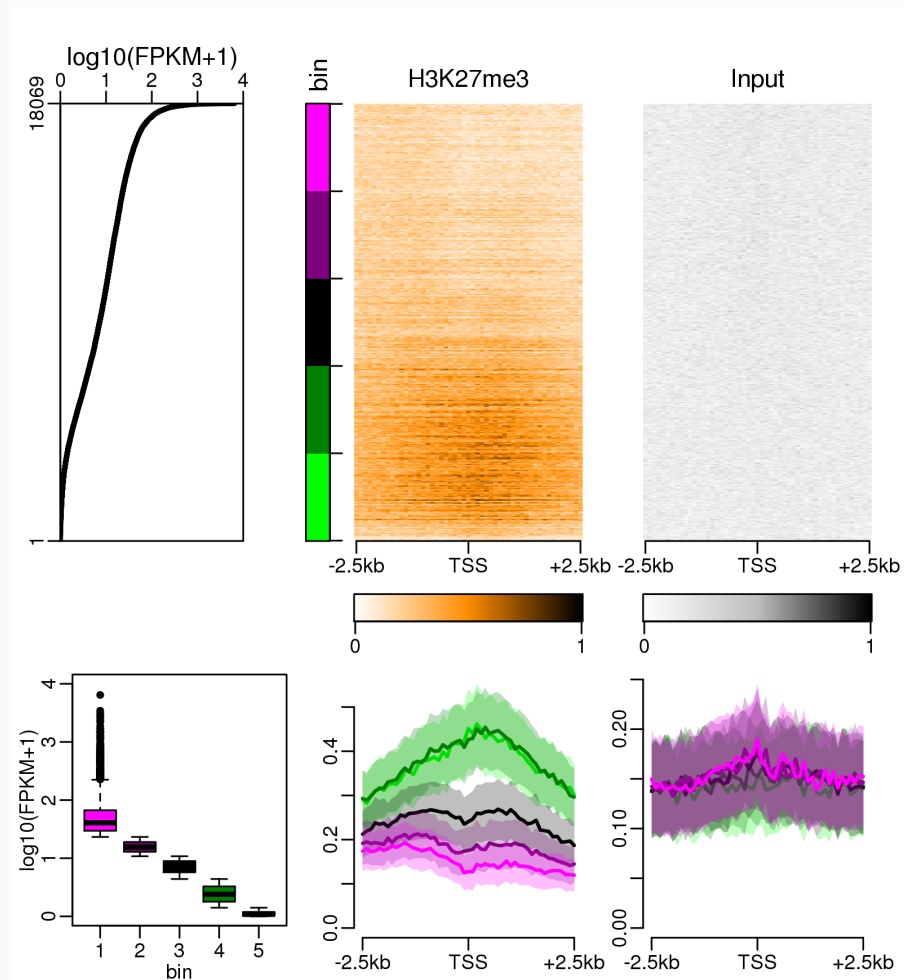 log10(FPKM+1)
0 1 2 3 4
18069
1
bin
H3K27me3
Input
-2.5kb TSS +2.5kb
-2.5kb TSS +2.5kb
0 1
0 1
log10(FPKM+1)
4
3
2
1
0
1 2 3 4 5
bin
0.4
0.2
0.0
-2.5kb TSS +2.5kb
0.20
0.10
0.00
-2.5kb TSS +2.5kb